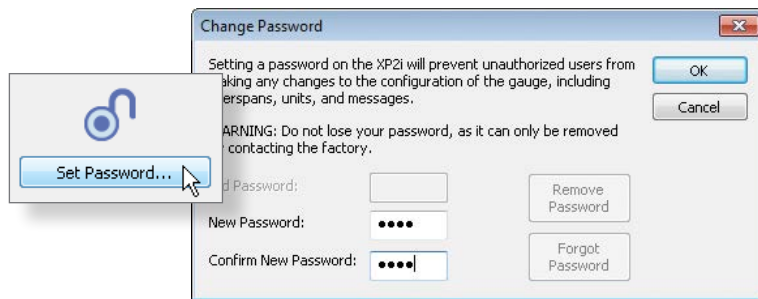 Change Password
Setting a password on the XP2i will prevent unauthorized users from
any changes to the configuration of the gauge, including
units, and messages.
Do not lose your password, as it can only be removed
contacting the factory.
OK
Cancel
Set Password...
Password:
Remove
Password
New Password:
Confirm New Password:
Forgot
Password